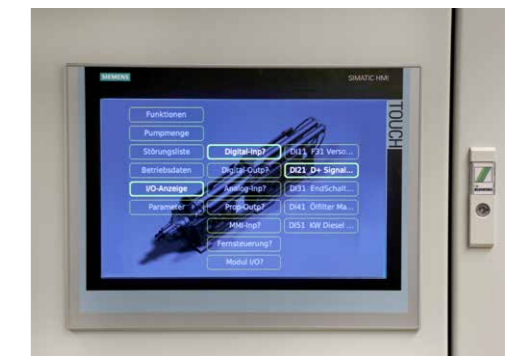 SIEMENS
SIMATIC HMI
TOUCH
Funktionen
Pumpmenge
Störungsliste
Betriebsdaten
I/O-Anzeige
Parameter
Digital-Inp?
Digital-Outp?
Analog-Inp?
Prop-Outp?
MMI-Inp?
Fernsteuerung?
Modul I/O?
DI11 F31 Verso...
DI21 D+ Signal...
DI31 EndSchalt...
DI41 Ölfilter Ma...
DI51 KW Diesel ...